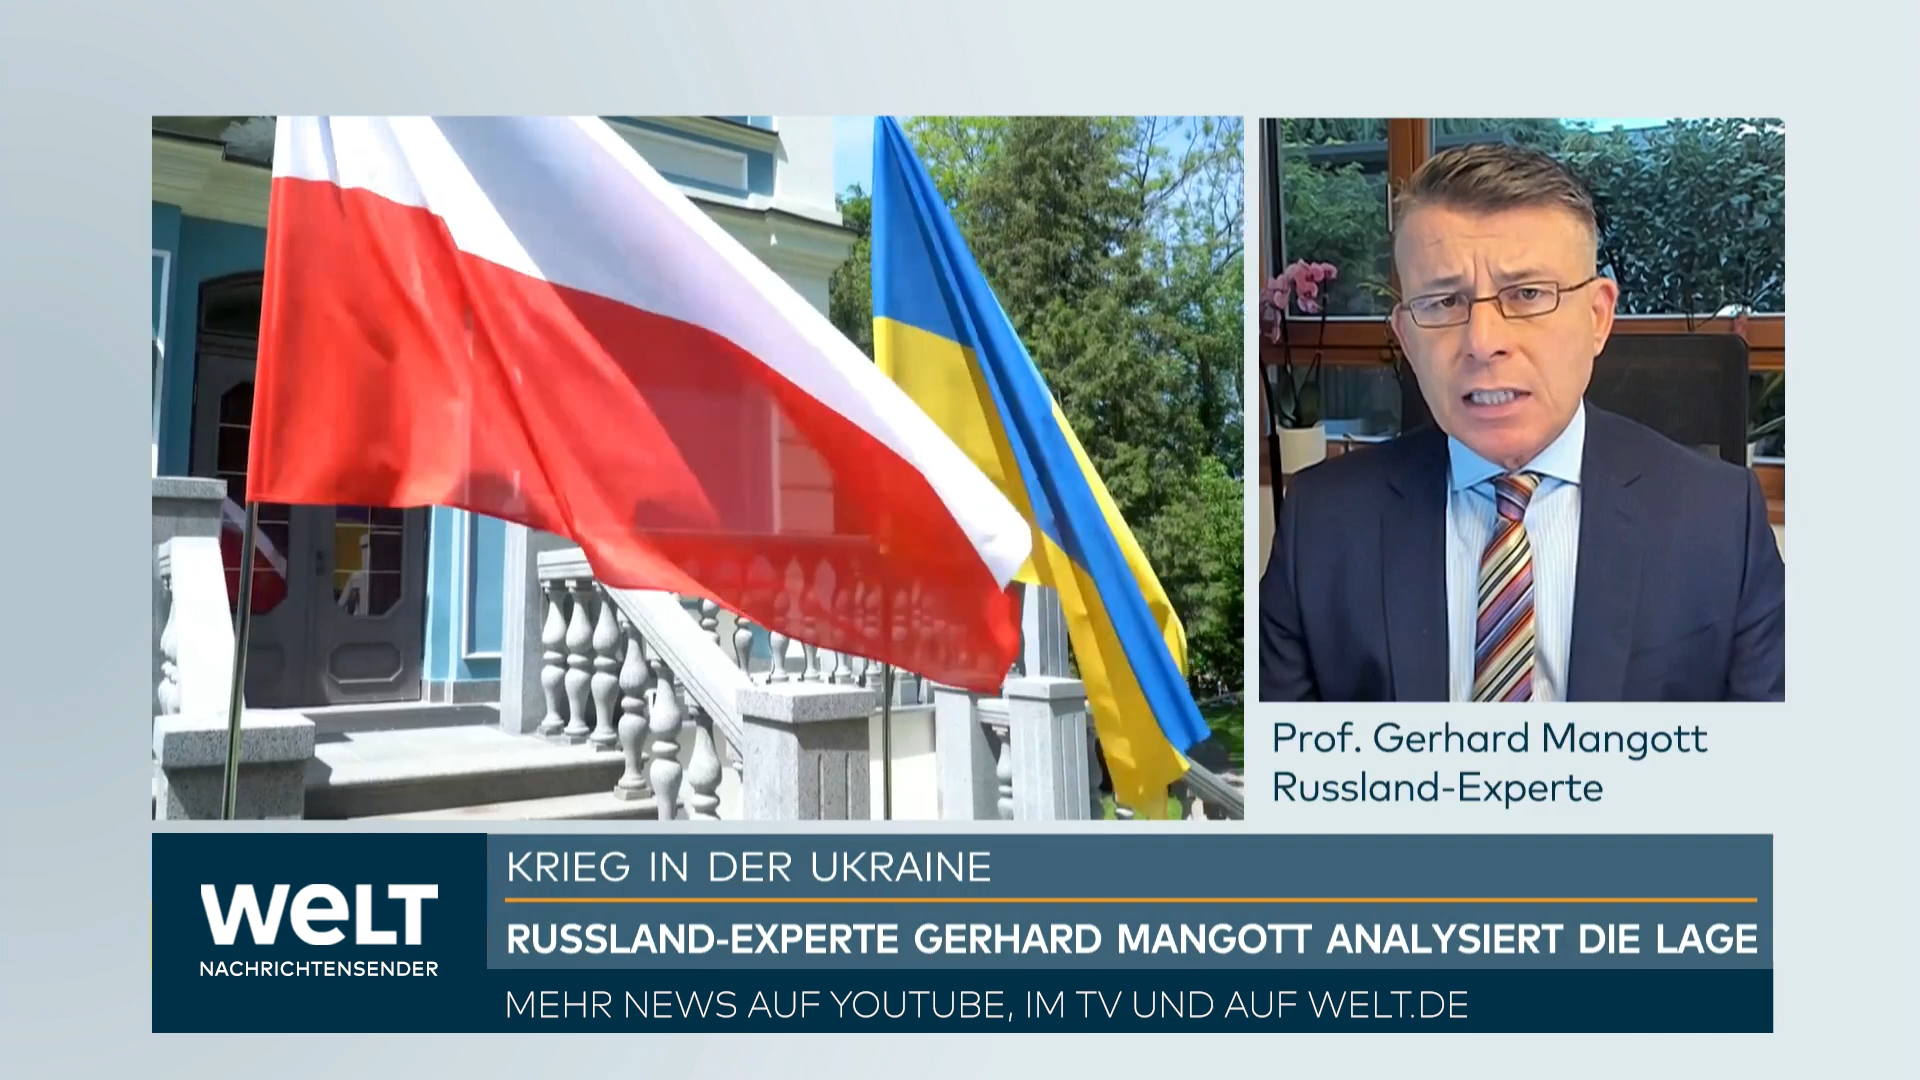 Prof. Gerhard Mangott
Russland-Experte
WELT
NACHRICHTENSENDER
KRIEG IN DER UKRAINE
RUSSLAND-EXPERTE GERHARD MANGOTT ANALYSIERT DIE LAGE
MEHR NEWS AUF YOUTUBE, IM TV UND AUF WELT.DE